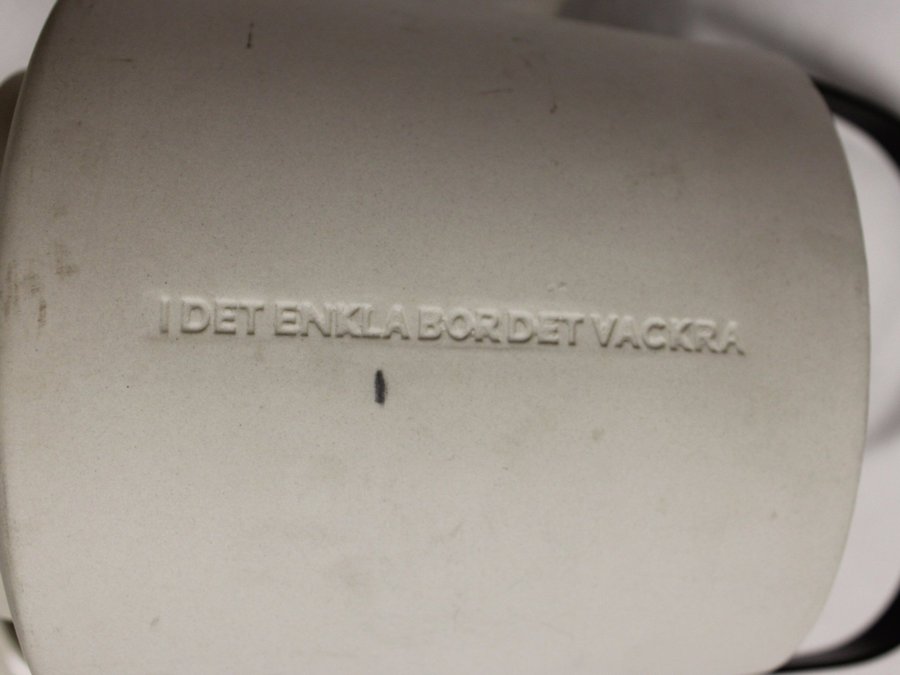 I DET ENKLA BOR DET VACKRA